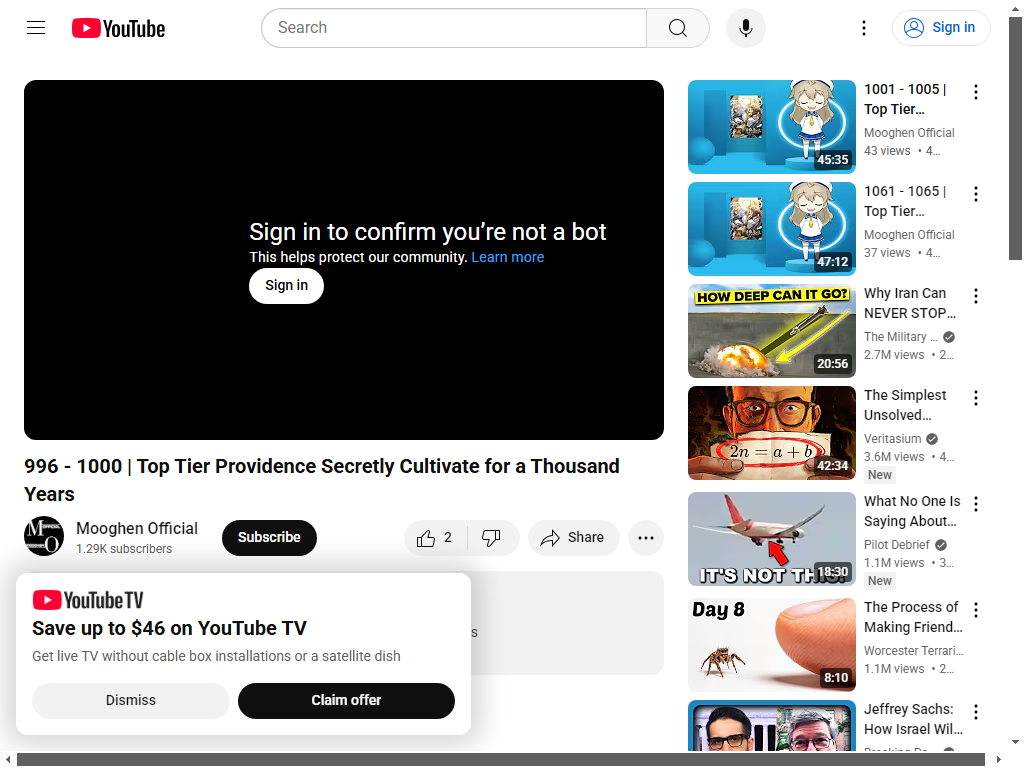 YouTube
Search
Sign in
Sign in to confirm you’re not a bot
This helps protect our community. Learn more
Sign in
996 - 1000 | Top Tier Providence Secretly Cultivate for a Thousand
Years
Mooghen Official
1.29K subscribers
Subscribe
2
Share
s
YouTube TV
Save up to $46 on YouTube TV
Get live TV without cable box installations or a satellite dish
Dismiss
Claim offer
45:35
1001 - 1005 |
Top Tier…
Mooghen Official
43 views • 4…
47:12
1061 - 1065 |
Top Tier…
Mooghen Official
37 views • 4…
HOW DEEP CAN IT GO?
20:56
Why Iran Can
NEVER STOP…
The Military …
2.7M views • 2…
2n = a + b
42:34
The Simplest
Unsolved…
Veritasium
3.6M views • 4…
New
IT'S NOT THIS!
18:30
What No One Is
Saying About…
Pilot Debrief
1.1M views • 3…
New
Day 8
8:10
The Process of
Making Friend…
Worcester Terrari…
1.1M views • 2…
Jeffrey Sachs:
How Israel Wil…